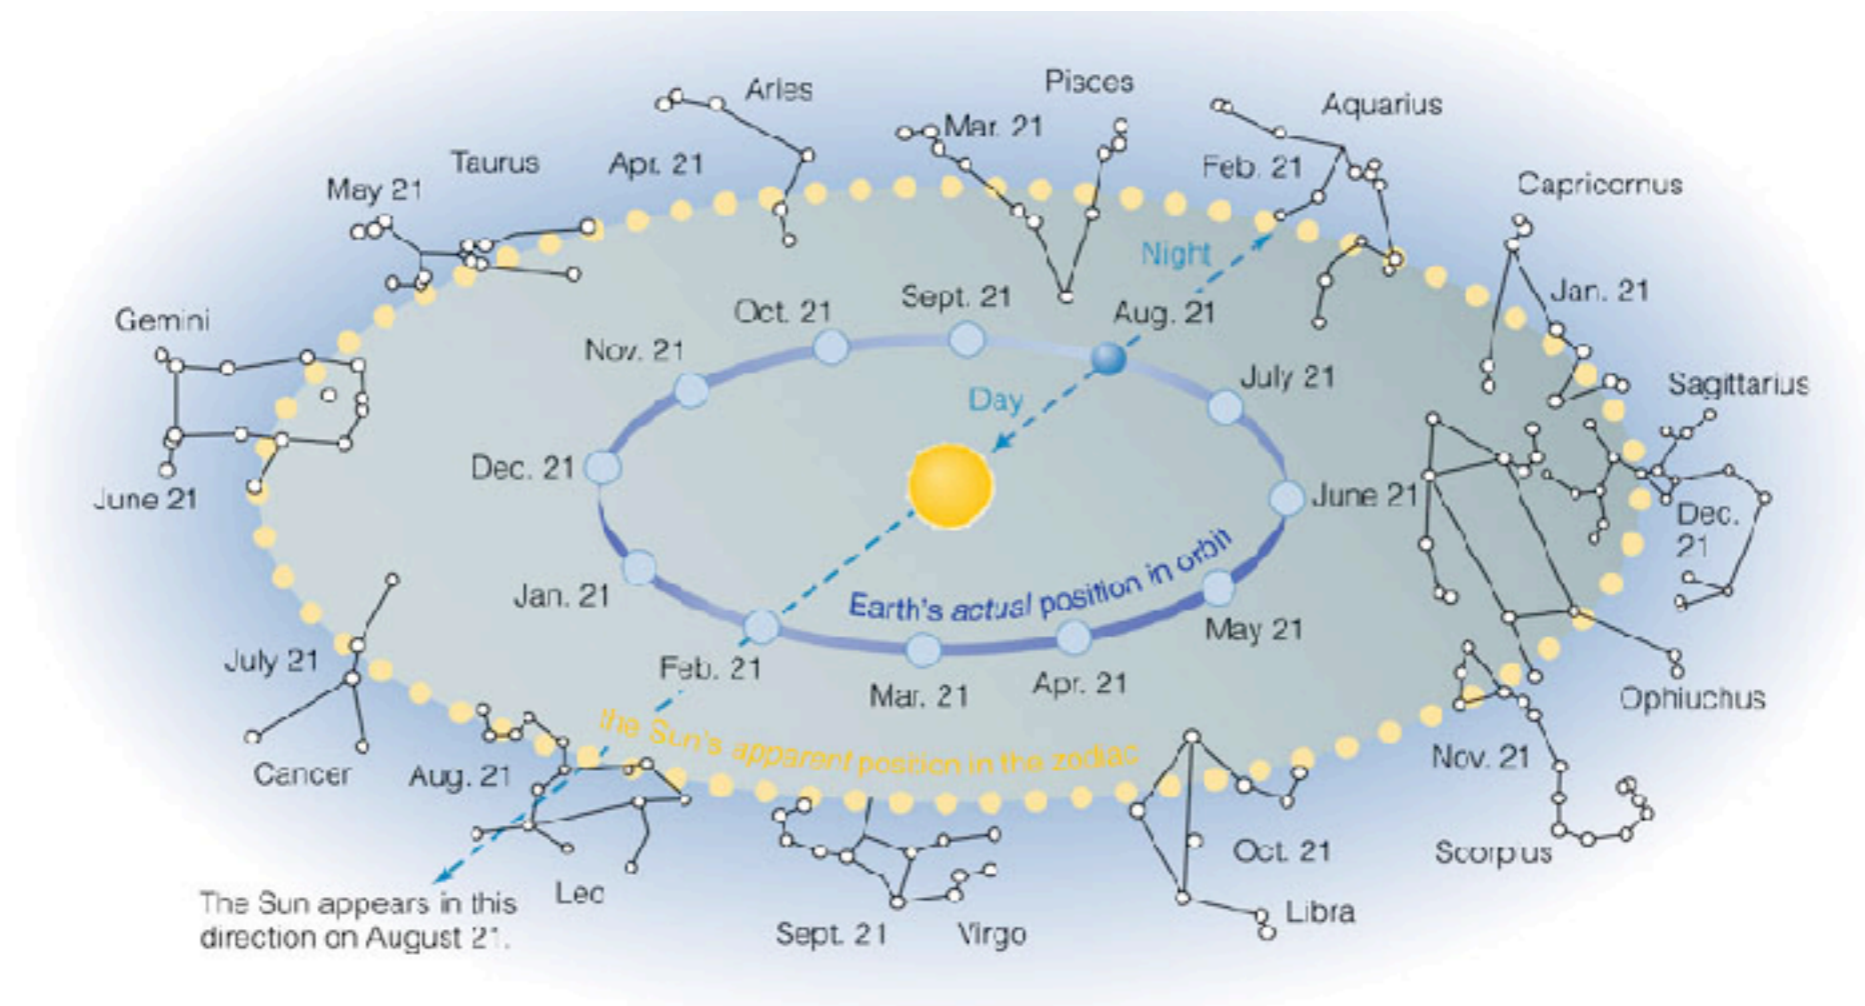 Aries
Pisces
Mar. 21
Aquarius
Taurus
Apr. 21
Feb. 21
May 21
Capricornus
Night
Jan. 21
Gemini
Oct. 21
Sept. 21
Aug. 21
Nov. 21
July 21
Day
Sagittarius
June 21
Dec. 21
June 21
Dec.
21
Earth's actual position in orbit
Jan. 21
May 21
July 21
Feb. 21
Mar. 21
Apr. 21
Ophiuchus
the Sun's apparent position in the zodiac
Cancer
Aug. 21
Nov. 21
Oct. 21
Scorpius
Leo
The Sun appears in this
direction on August 21.
Sept. 21
Virgo
Libra